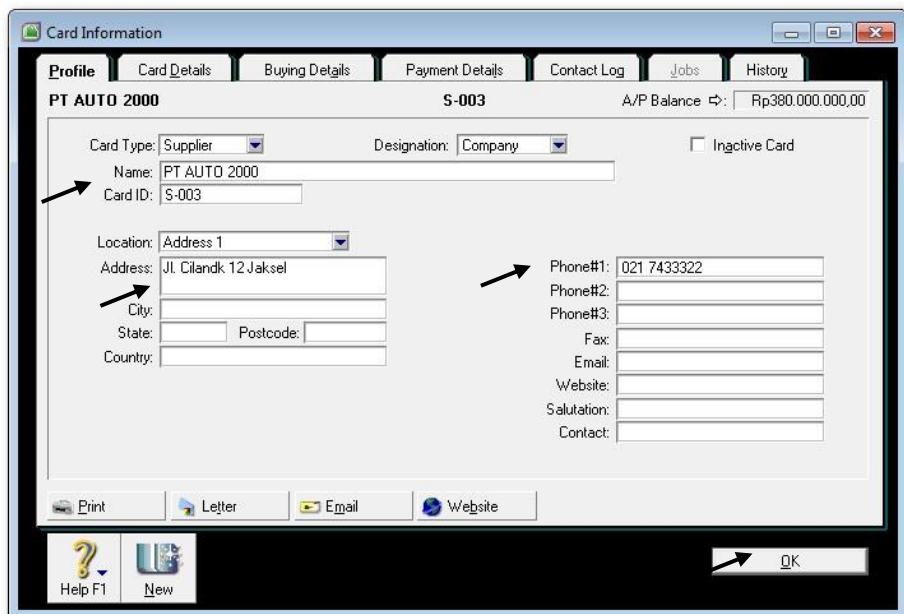 Card Information
Profile Card Details Buying Details Payment Details Contact Log Jobs History
PT AUTO 2000 S-003 A/P Balance ⇨: Rp380.000.000,00
Card Type: Supplier Designation: Company Inactive Card
Name: PT AUTO 2000
Card ID: S-003
Location: Address 1
Address: Jl. Cilandk 12 Jaksel
City:
State: Postcode:
Country:
Phone#1: 021 7433322
Phone#2:
Phone#3:
Fax:
Email:
Website:
Salutation:
Contact:
Print Letter Email Website
Help F1 New OK